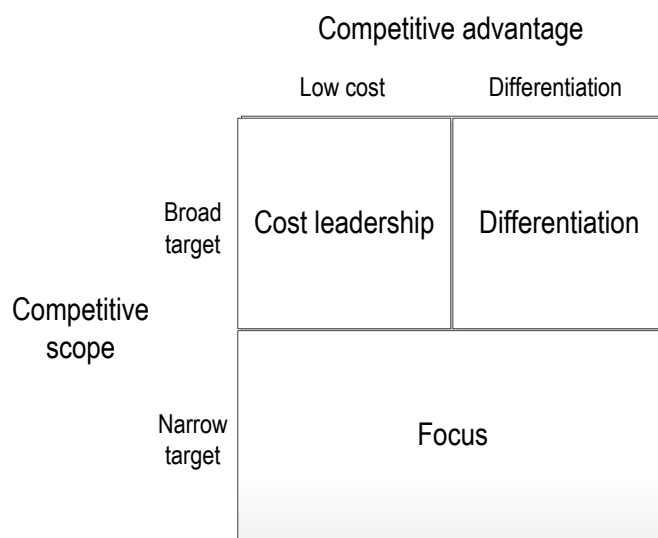 Competitive advantage
Low cost
Differentiation
Broad
target
Cost leadership
Differentiation
Competitive
scope
Narrow
target
Focus